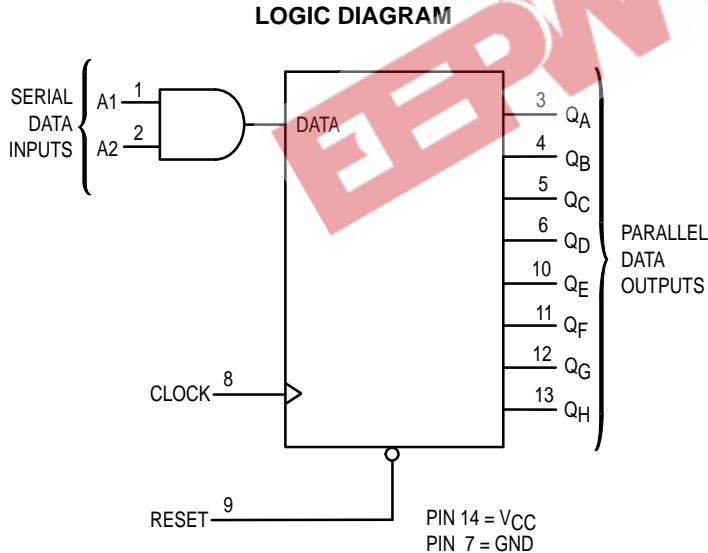 LOGIC DIAGRAM
EEPW
SERIAL
DATA
INPUTS
A1
1
A2
2
DATA
3
QA
4
QB
5
QC
6
QD
10
QE
11
QF
12
QG
13
QH
PARALLEL
DATA
OUTPUTS
CLOCK
8
RESET
9
PIN 14 = VCC
PIN 7 = GND